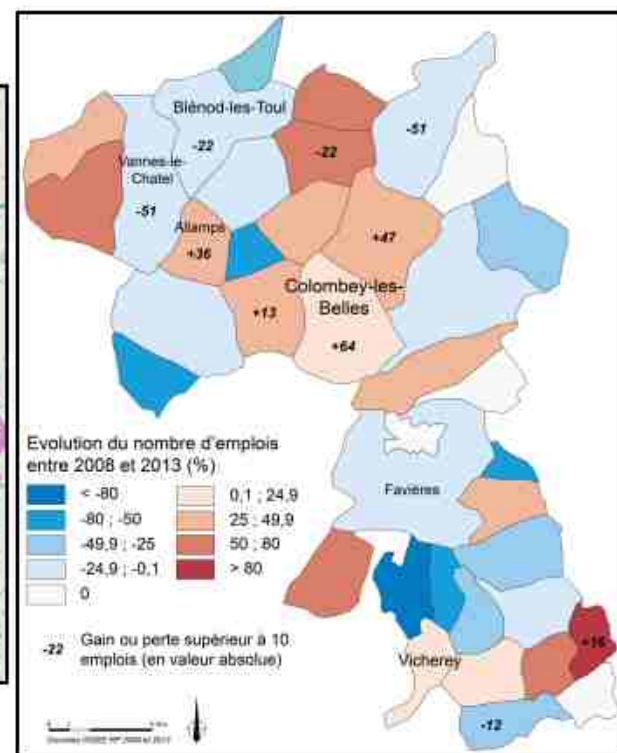 Blénod-les-Toul
-22
-51
-22
Vannes-le-
Chatel
-51
Allamps
+36
+47
Colombey-les-
Belles
+13
+64
Evolution du nombre d'emplois
entre 2008 et 2013 (%)
< -80
-80 ; -50
-49,9 ; -25
-24,9 ; -0,1
0
0,1 ; 24,9
25 ; 49,9
50 ; 80
> 80
-22 Gain ou perte supérieur à 10
emplois (en valeur absolue)
Favières
+16
Vicherey
-12